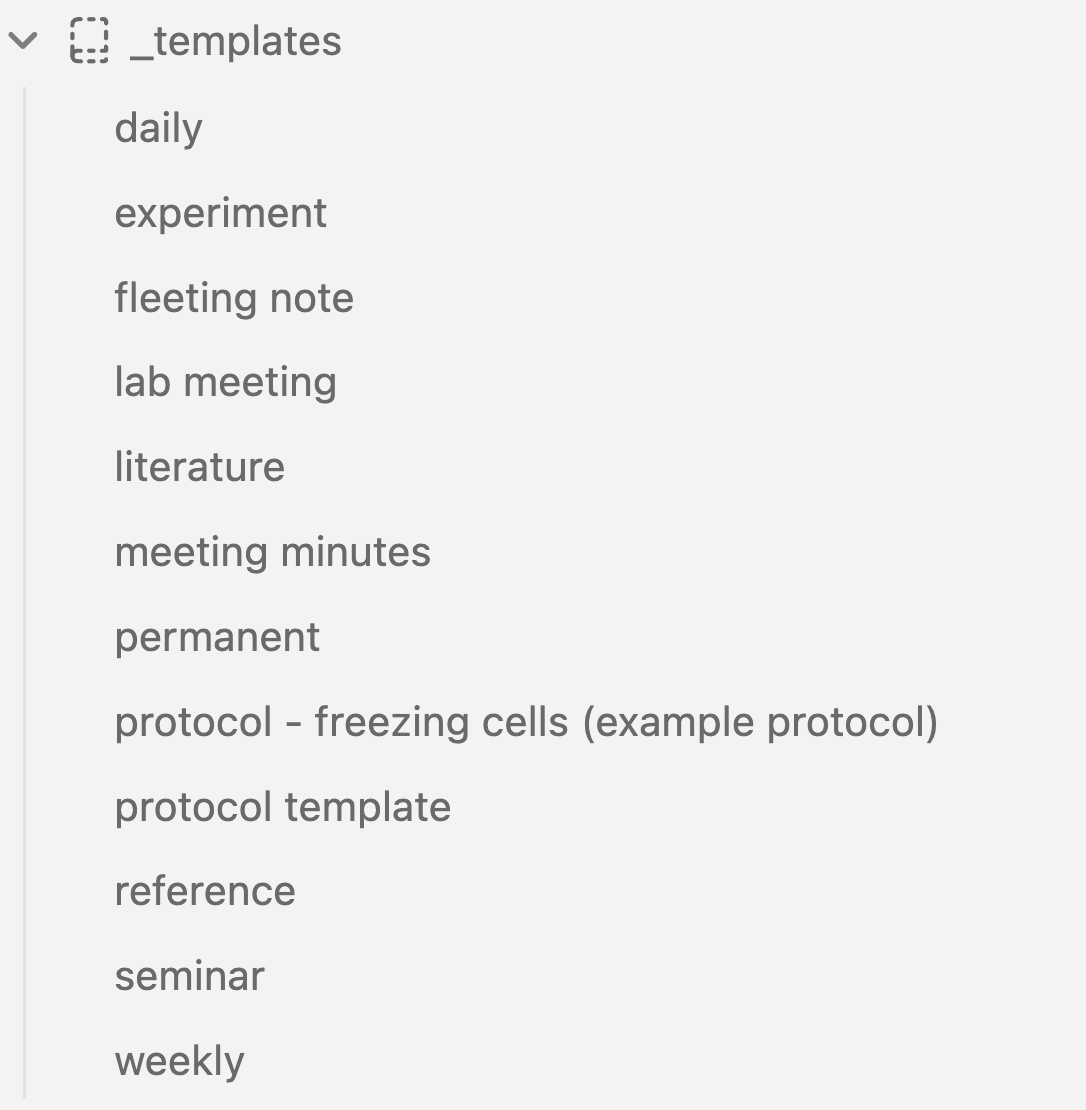 _templates
daily
experiment
fleeting note
lab meeting
literature
meeting minutes
permanent
protocol - freezing cells (example protocol)
protocol template
reference
seminar
weekly